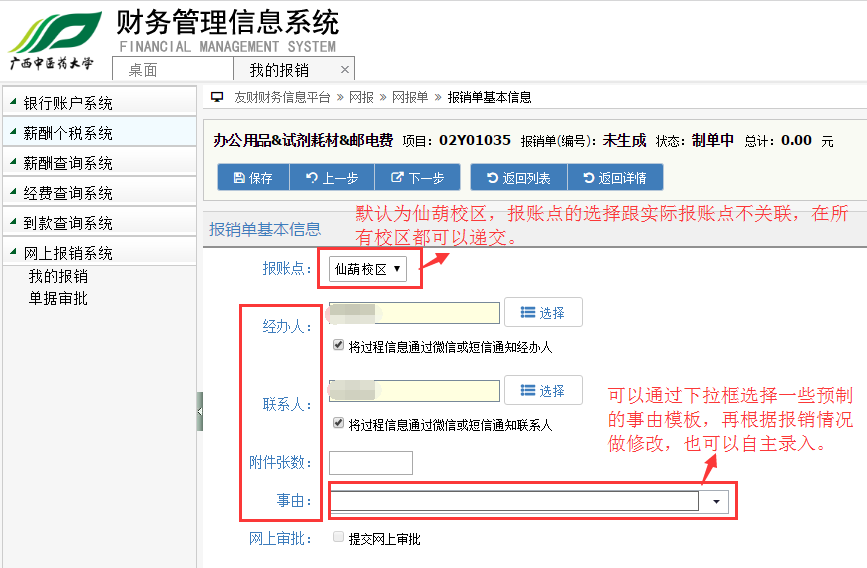 财务管理信息系统
FINANCIAL MANAGEMENT SYSTEM
广西中医药大学
桌面 我的报销 ×
友财财务信息平台 » 网报 » 网报单 » 报销单基本信息
银行账户系统
薪酬个税系统
薪酬查询系统
经费查询系统
到款查询系统
网上报销系统
我的报销
单据审批
办公用品&试剂耗材&邮电费 项目: 02Y01035 报销单(编号): 未生成 状态: 制单中 总计: 0.00 元
保存 上一步 下一步 返回列表 返回详情
报销单基本信息
默认为仙葫校区，报账点的选择跟实际报账点不关联，在所
有校区都可以递交。
报账点: 仙葫校区
经办人: 选择
将过程信息通过微信或短信通知经办人
联系人: 选择
将过程信息通过微信或短信通知联系人
可以通过下拉框选择一些预制
的事由模板，再根据报销情况
做修改，也可以自主录入。
附件张数:
事由:
网上审批: 提交网上审批